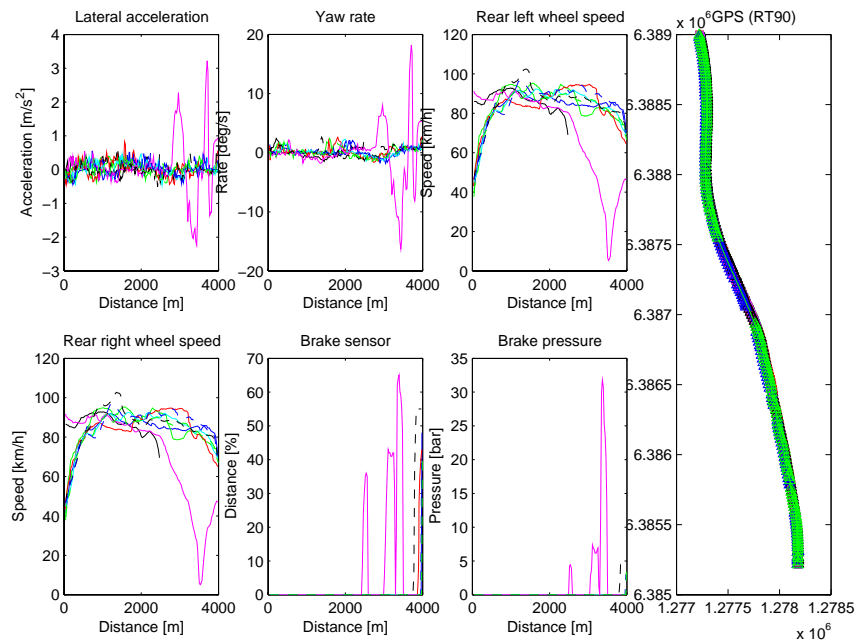 Lateral acceleration
4
3
2
1
0
−1
−2
−3
Acceleration [m/s2]
0 2000 4000
Distance [m]
Yaw rate
20
10
0
−10
−20
Rate [deg/s]
0 2000 4000
Distance [m]
Rear left wheel speed
120
100
80
60
40
20
0
Speed [km/h]
0 2000 4000
Distance [m]
x 10^6 GPS (RT90)
6.389
6.3885
6.388
6.3875
6.387
6.3865
6.386
6.3855
6.385
1.277 1.2775 1.278 1.2785
x 10^6
Rear right wheel speed
120
100
80
60
40
20
0
Speed [km/h]
0 2000 4000
Distance [m]
Brake sensor
70
60
50
40
30
20
10
0
Distance [%]
0 2000 4000
Distance [m]
Brake pressure
35
30
25
20
15
10
5
0
Pressure [bar]
0 2000 4000
Distance [m]